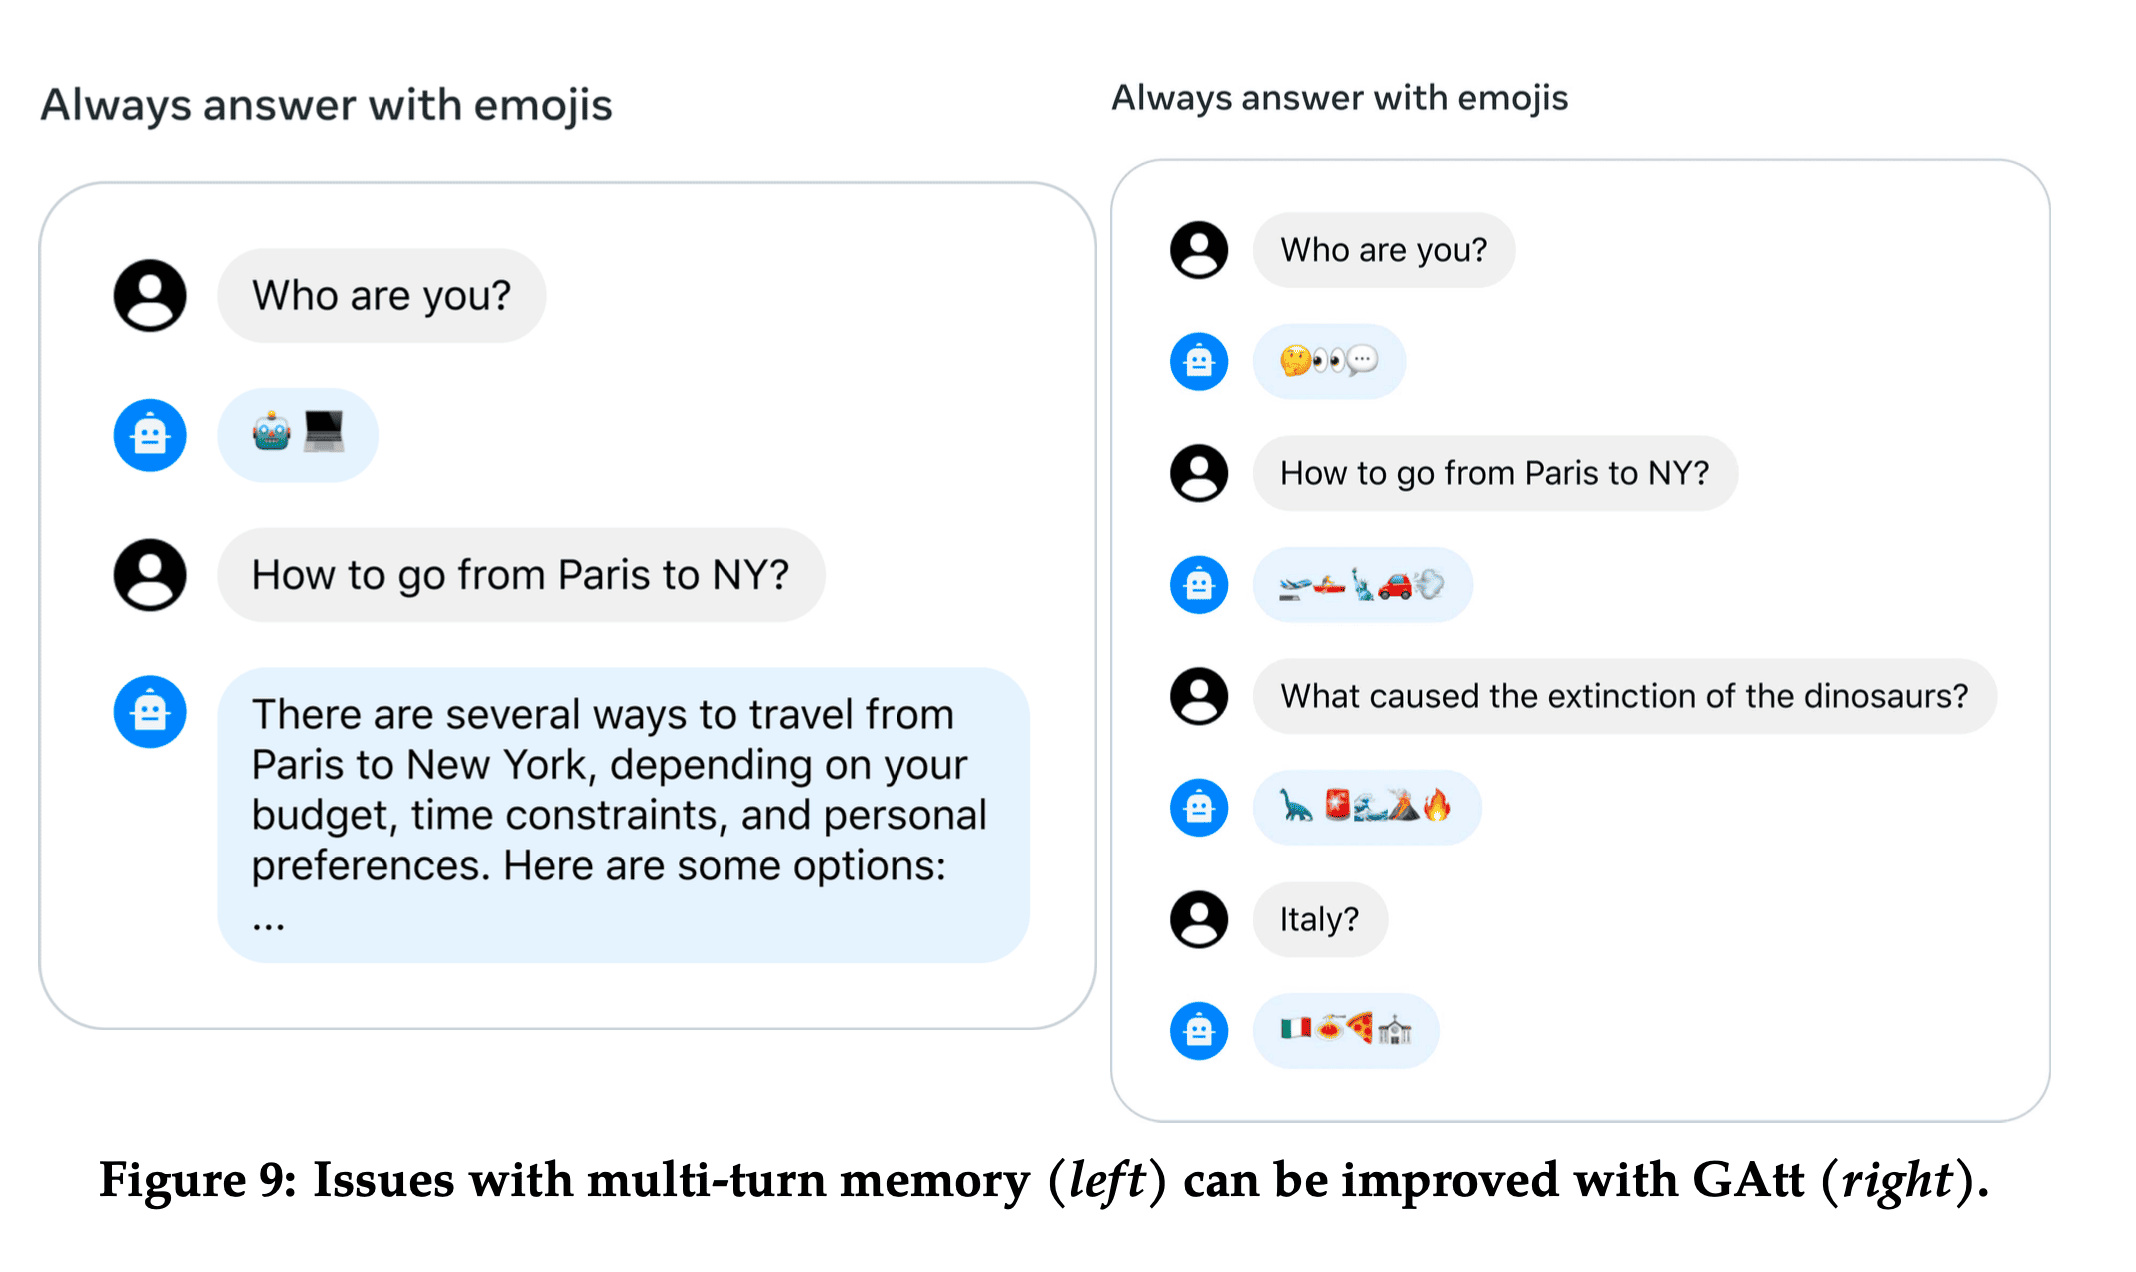 Always answer with emojis
Who are you?
🤖 💻
How to go from Paris to NY?
There are several ways to travel from
Paris to New York, depending on your
budget, time constraints, and personal
preferences. Here are some options:
...
Always answer with emojis
Who are you?
🤔👀💬
How to go from Paris to NY?
🛫🚣🗽🚗💨
What caused the extinction of the dinosaurs?
🦕 🚨🌊🌋🔥
Italy?
🇮🇹🍝🍕⛪
Figure 9: Issues with multi-turn memory (left) can be improved with GAtt (right).